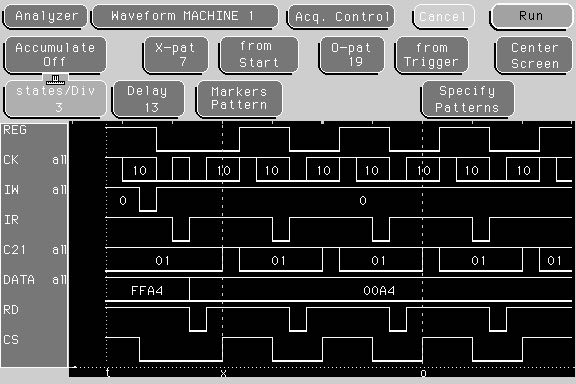 Analyzer Waveform MACHINE 1 Acq. Control Cancel Run
Accumulate Off X-pat 7 from Start O-pat 19 from Trigger Center Screen
states/Div 3 Delay 13 Markers Pattern Specify Patterns
REG
CK all 10 10 10 10 10 10 10 10
IW all 0 0
IR
C21 all 01 01 01 01 01
DATA all FFA4 00A4
RD
CS
t X O